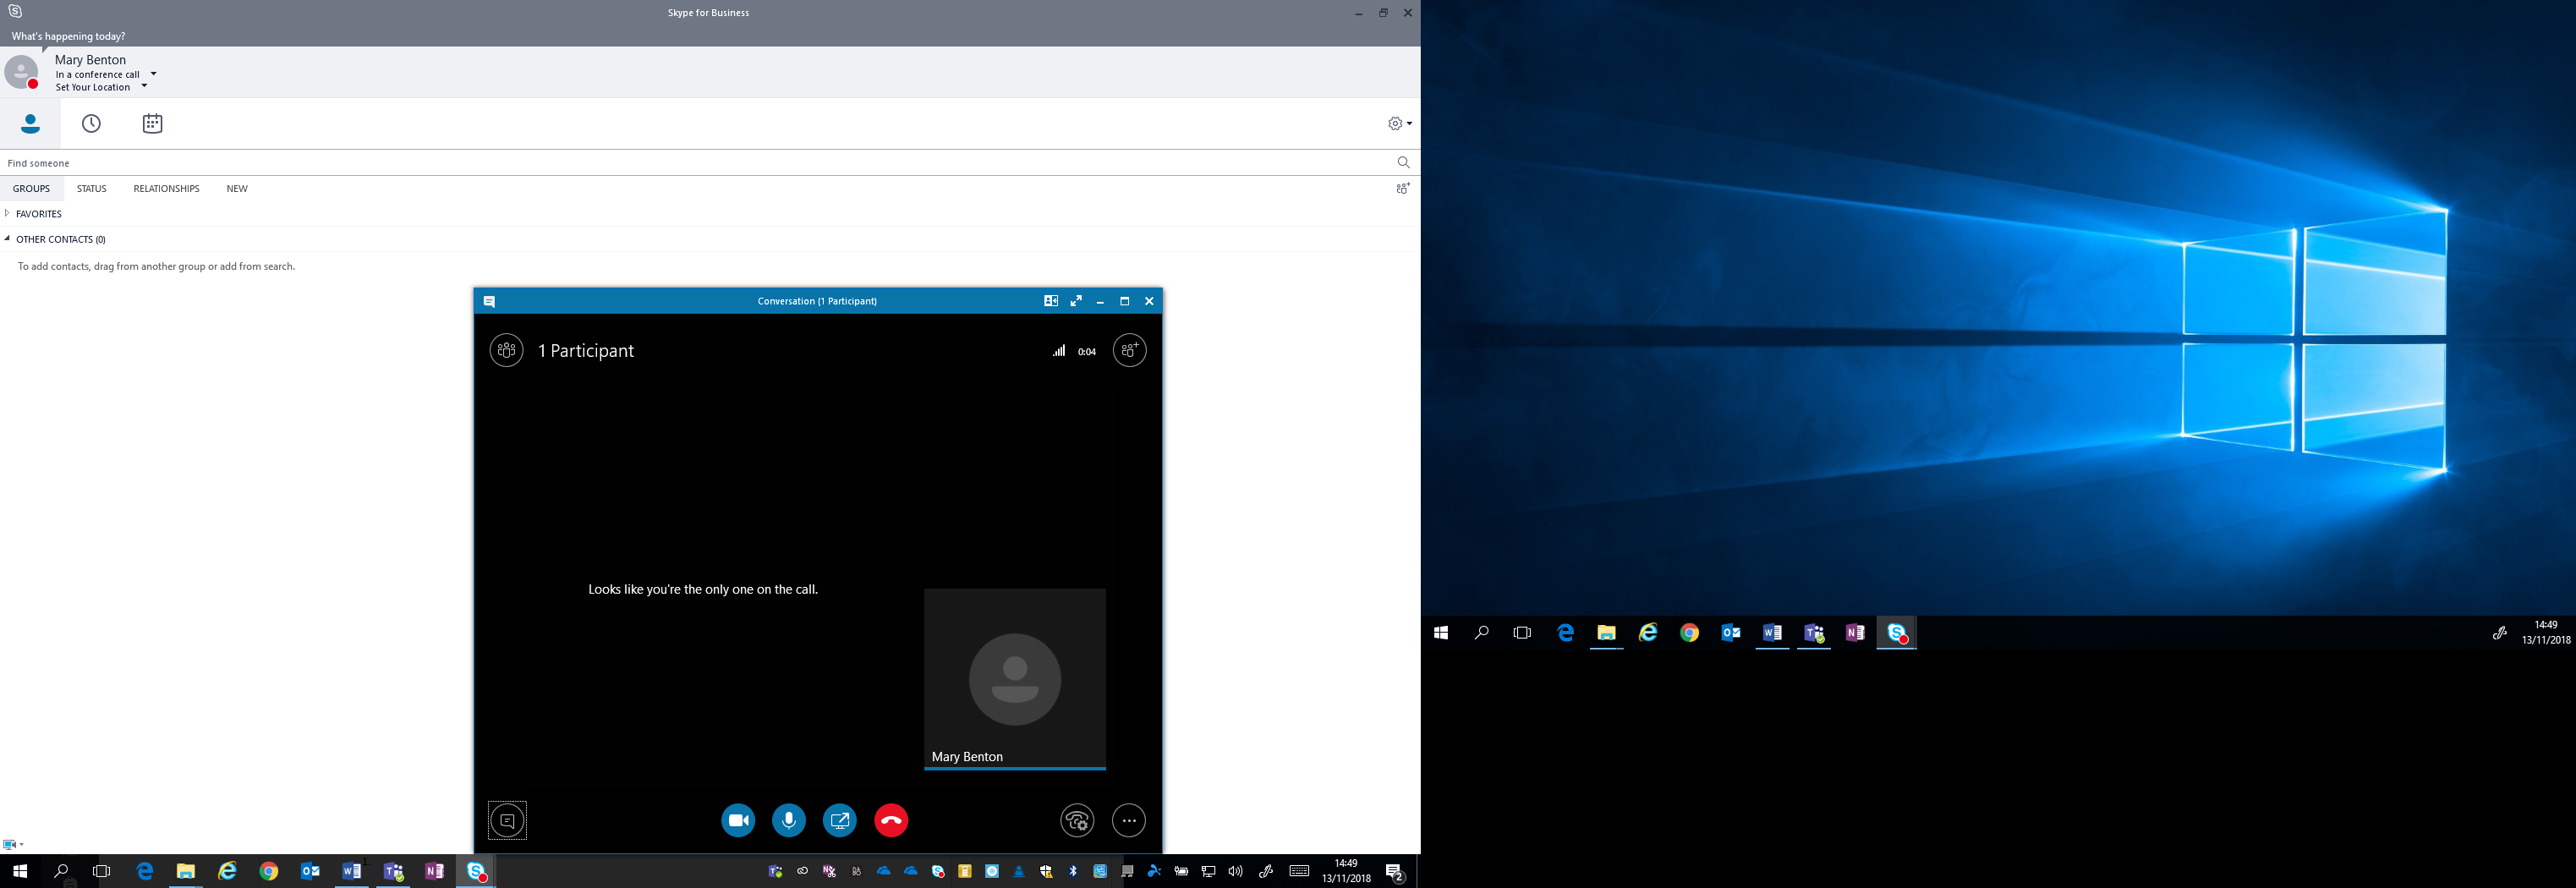 Skype for Business
What's happening today?
Mary Benton
In a conference call
Set Your Location
Find someone
GROUPS STATUS RELATIONSHIPS NEW
FAVORITES
OTHER CONTACTS (0)
To add contacts, drag from another group or add from search.
Conversation (1 Participant)
1 Participant
0:04
Looks like you're the only one on the call.
Mary Benton
14:49
13/11/2018
2
14:49
13/11/2018